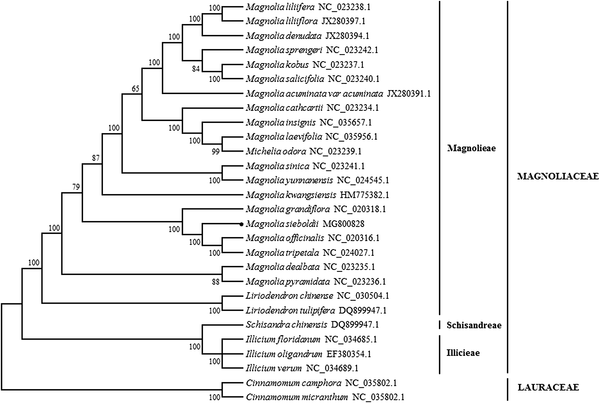 Magnolia lilifera NC_023238.1
100
Magnolia liliflora JX280397.1
100
Magnolia denudata JX280394.1
100
Magnolia sprengeri NC_023242.1
100
Magnolia kobus NC_023237.1
84
Magnolia salicifolia NC_023240.1
100
Magnolia acuminata var acuminata JX280391.1
65
Magnolia cathcartii NC_023234.1
100
Magnolia insignis NC_035657.1
100
Magnolia laevifolia NC_035956.1
100
100
Michelia odora NC_023239.1
99
Magnolieae
Magnolia sinica NC_023241.1
87
Magnolia yunnanensis NC_024545.1
100
MAGNOLIACEAE
Magnolia kwangsiensis HM775382.1
79
Magnolia grandiflora NC_020318.1
Magnolia sieboldii MG800828
100
Magnolia officinalis NC_020316.1
100
100
Magnolia tripetala NC_024027.1
100
Magnolia dealbata NC_023235.1
100
Magnolia pyramidata NC_023236.1
88
Liriodendron chinense NC_030504.1
Liriodendron tulipifera DQ899947.1
100
Schisandra chinensis DQ899947.1
Schisandreae
Illicium floridanum NC_034685.1
100
Illicium oligandrum EF380354.1
Illicieae
100
Illicium verum NC_034689.1
100
Cinnamomum camphora NC_035802.1
LAURACEAE
Cinnamomum micranthum NC_035802.1
100